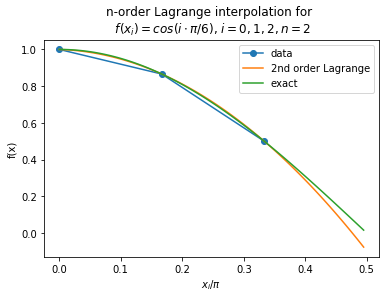 n-order Lagrange interpolation for
f(xᵢ) = cos(i · π/6), i = 0, 1, 2, n = 2
1.0
0.8
0.6
0.4
0.2
0.0
f(x)
data
2nd order Lagrange
exact
0.0 0.1 0.2 0.3 0.4 0.5
xᵢ/π